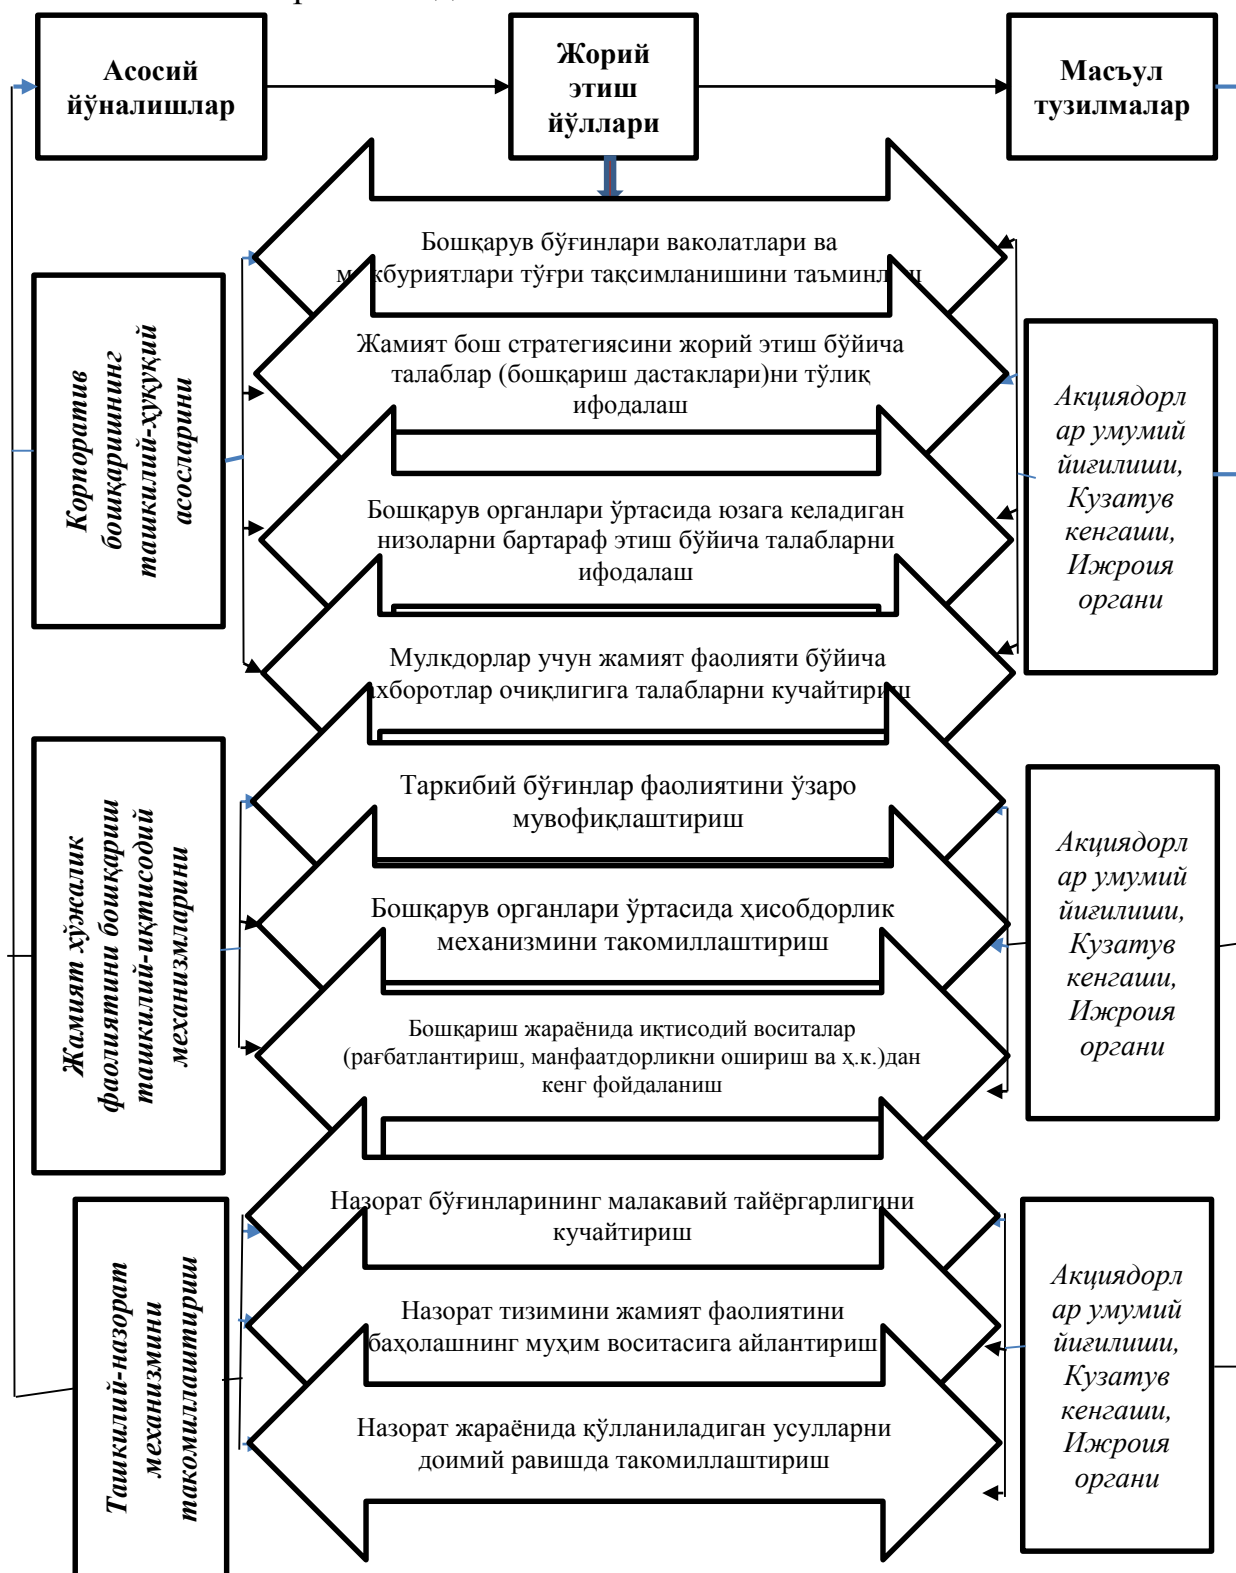 Асосий
йўналишлар
Жорий
этиш
йўллари
Масъул
тузилмалар
Корпоратив
бошқаришнинг
ташкилий-ҳуқуқий
асосларини
Бошқарув бўғинлари ваколатлари ва
тўғри тақсимланишини
Жамият бош стратегиясини жорий этиш бўйича
талаблар (бошқариш дастаклари)ни тўлиқ
ифодалаш
Бошқарув органлари ўртасида юзага келадиган
низоларни бартараф этиш бўйича талабларни
ифодалаш
Мулкдорлар учун жамият фаолияти бўйича
очиқлигига талабларни кучайтириш
Акциядорл
ар умумий
йиғилиши,
Кузатув
кенгаши,
Ижроия
органи
Жамият хўжалик
фаолиятини бошқариш
ташкилий-иқтисодий
механизмларини
Таркибий бўғинлар фаолиятини ўзаро
мувофиқлаштириш
Бошқарув органлари ўртасида ҳисобдорлик
механизмини такомиллаштириш
Бошқариш жараёнида иқтисодий воситалар
(рағбатлантириш, манфаатдорликни ошириш ва ҳ.к.)дан
кенг фойдаланиш
Акциядорл
ар умумий
йиғилиши,
Кузатув
кенгаши,
Ижроия
органи
Ташкилий-назорат
механизмини
такомиллаштириш
Назорат бўғинларининг малакавий тайёргарлигини
кучайтириш
Назорат тизимини жамият фаолиятини
баҳолашнинг муҳим воситасига айлантириш
Назорат жараёнида қўлланиладиган усулларни
доимий равишда такомиллаштириш
Акциядорл
ар умумий
йиғилиши,
Кузатув
кенгаши,
Ижроия
органи